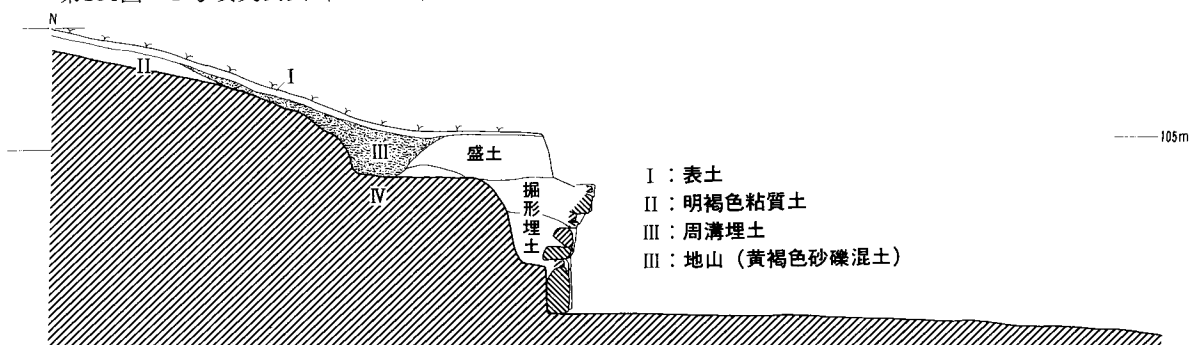 N
II
I
III
盛土
IV
掘形埋土
105m
I：表土
II：明褐色粘質土
III：周溝埋土
III：地山（黄褐色砂礫混土）